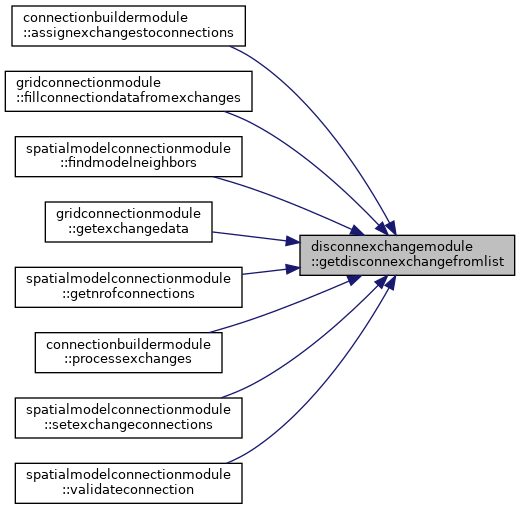 connectionbuildermodule
::assignexchangestoconnections
gridconnectionmodule
::fillconnectiondatafromexchanges
spatialmodelconnectionmodule
::findmodelneighbors
gridconnectionmodule
::getexchangedata
disconnexchangemodule
::getdisconnexchangefromlist
spatialmodelconnectionmodule
::getnrofconnections
connectionbuildermodule
::processexchanges
spatialmodelconnectionmodule
::setexchangeconnections
spatialmodelconnectionmodule
::validateconnection